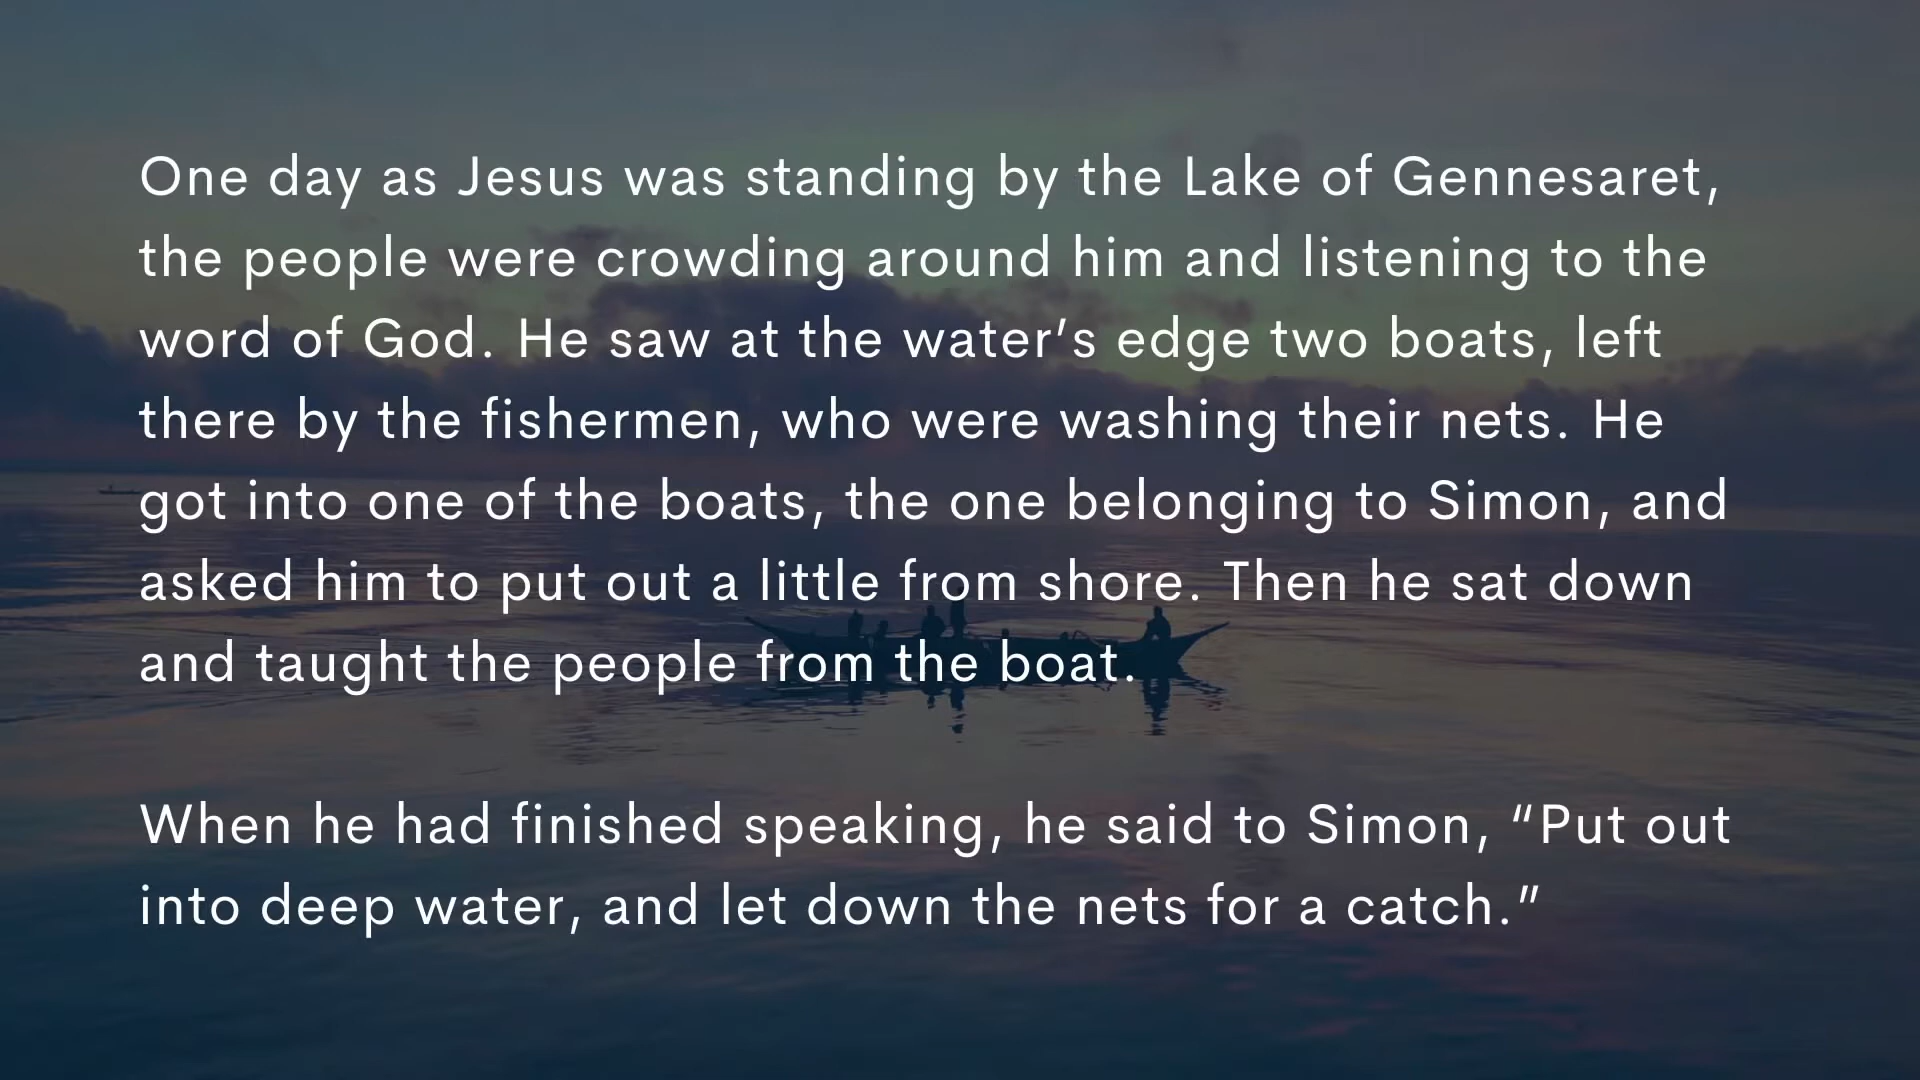 One day as Jesus was standing by the Lake of Gennesaret,
the people were crowding around him and listening to the
word of God. He saw at the water’s edge two boats, left
there by the fishermen, who were washing their nets. He
got into one of the boats, the one belonging to Simon, and
asked him to put out a little from shore. Then he sat down
and taught the people from the boat.
When he had finished speaking, he said to Simon, “Put out
into deep water, and let down the nets for a catch.”